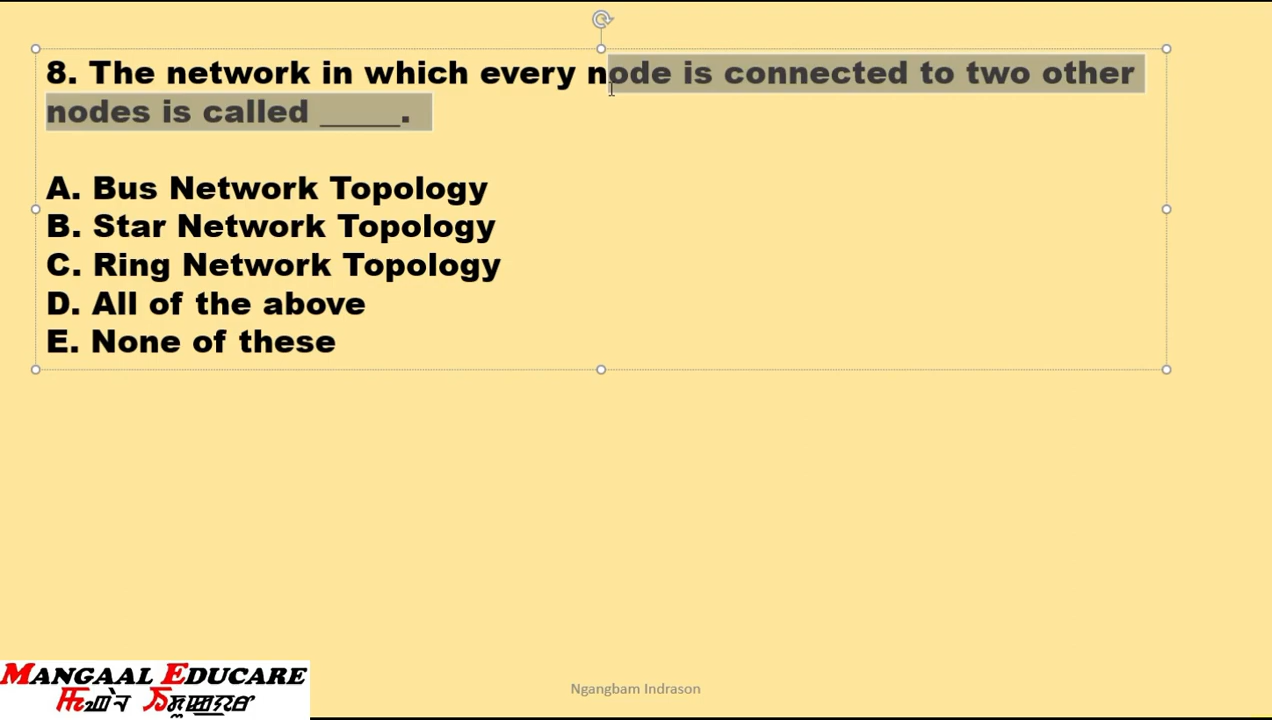 8. The network in which every node is connected to two other
nodes is called _____.
A. Bus Network Topology
B. Star Network Topology
C. Ring Network Topology
D. All of the above
E. None of these
MANGAAL EDUCARE
Ngangbam Indrason